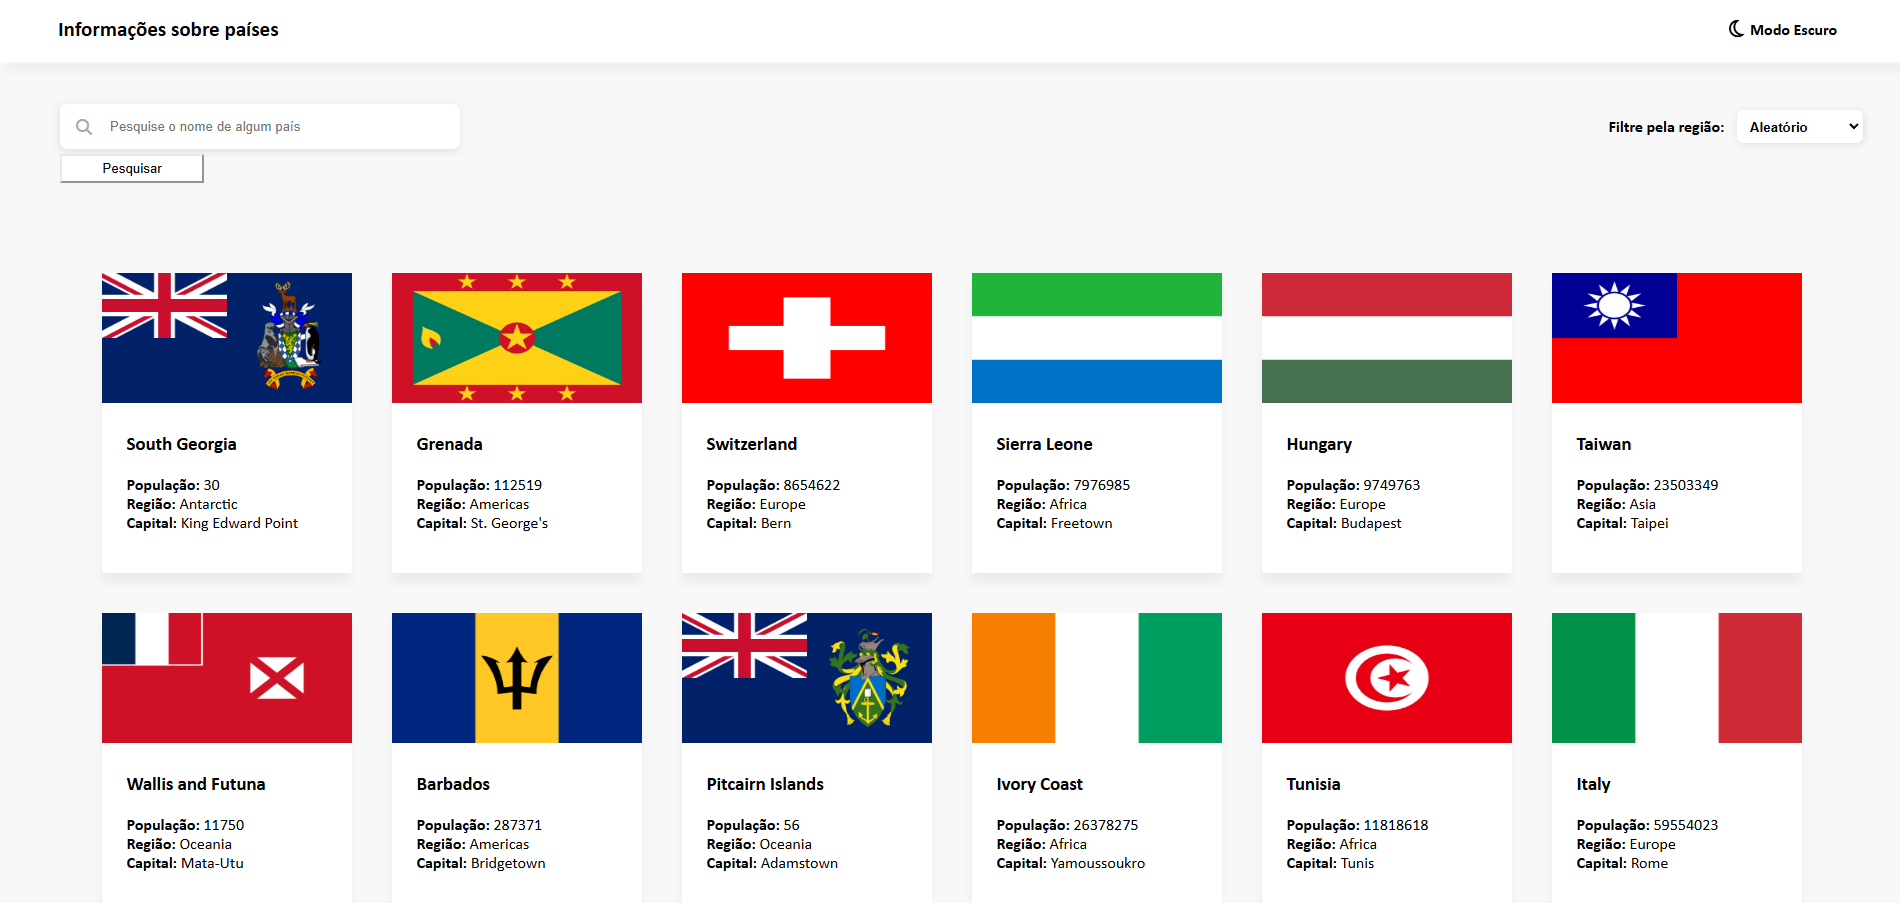 Informações sobre países
Modo Escuro
Pesquise o nome de algum país
Filtre pela região:
Aleatório
Pesquisar
South Georgia
População: 30
Região: Antarctic
Capital: King Edward Point
Grenada
População: 112519
Região: Americas
Capital: St. George's
Switzerland
População: 8654622
Região: Europe
Capital: Bern
Sierra Leone
População: 7976985
Região: Africa
Capital: Freetown
Hungary
População: 9749763
Região: Europe
Capital: Budapest
Taiwan
População: 23503349
Região: Asia
Capital: Taipei
Wallis and Futuna
População: 11750
Região: Oceania
Capital: Mata-Utu
Barbados
População: 287371
Região: Americas
Capital: Bridgetown
Pitcairn Islands
População: 56
Região: Oceania
Capital: Adamstown
Ivory Coast
População: 26378275
Região: Africa
Capital: Yamoussoukro
Tunisia
População: 11818618
Região: Africa
Capital: Tunis
Italy
População: 59554023
Região: Europe
Capital: Rome